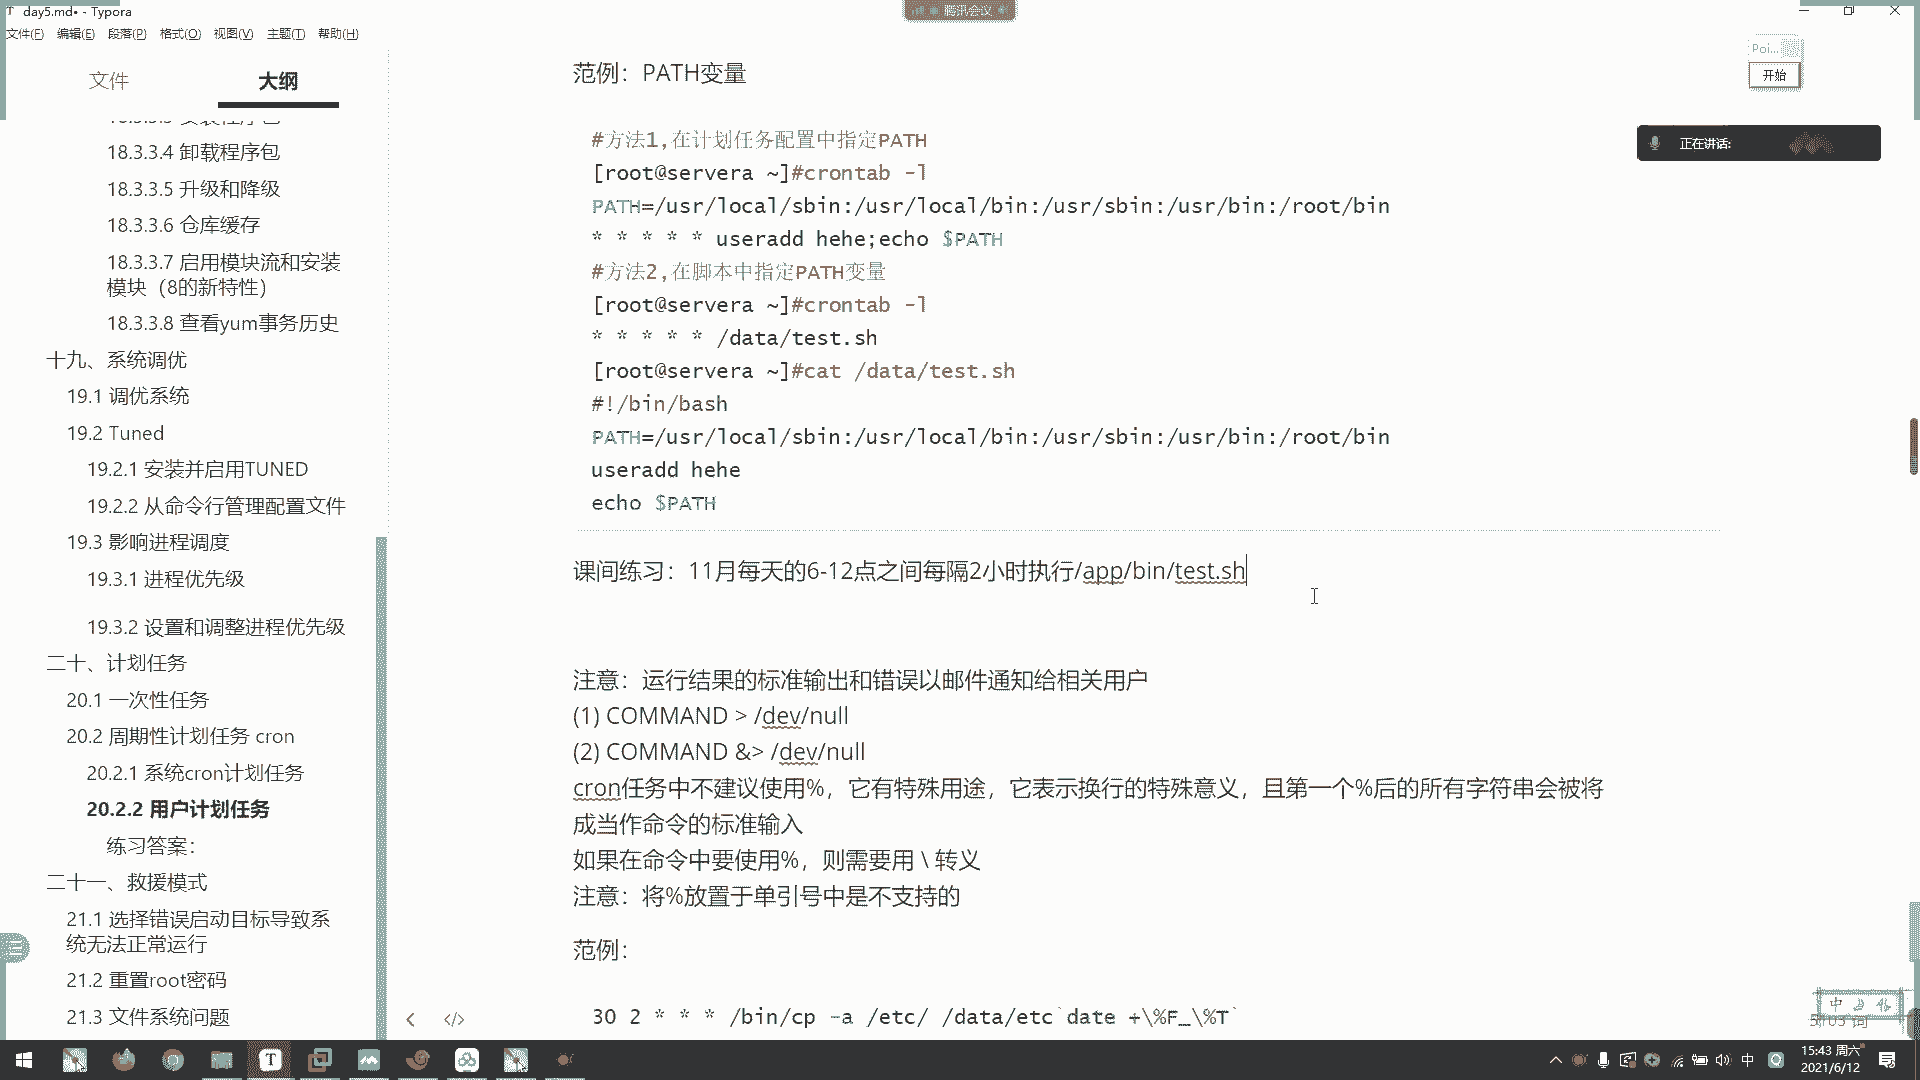 day5.md• - Typora
腾讯会议
文件(F) 编辑(E) 段落(P) 格式(O) 视图(V) 主题(T) 帮助(H)
Poi...
开始
正在讲话:
文件
大纲
18.3.3.4 卸载程序包
18.3.3.5 升级和降级
18.3.3.6 仓库缓存
18.3.3.7 启用模块流和安装
模块（8的新特性）
18.3.3.8 查看yum事务历史
十九、系统调优
19.1 调优系统
19.2 Tuned
19.2.1 安装并启用TUNED
19.2.2 从命令行管理配置文件
19.3 影响进程调度
19.3.1 进程优先级
19.3.2 设置和调整进程优先级
二十、计划任务
20.1 一次性任务
20.2 周期性计划任务 cron
20.2.1 系统cron计划任务
20.2.2 用户计划任务
练习答案：
二十一、救援模式
21.1 选择错误启动目标导致系
统无法正常运行
21.2 重置root密码
21.3 文件系统问题
范例：PATH变量
#方法1,在计划任务配置中指定PATH
[root@servera ~]#crontab -l
PATH=/usr/local/sbin:/usr/local/bin:/usr/sbin:/usr/bin:/root/bin
* * * * * useradd hehe;echo $PATH
#方法2,在脚本中指定PATH变量
[root@servera ~]#crontab -l
* * * * * /data/test.sh
[root@servera ~]#cat /data/test.sh
#!/bin/bash
PATH=/usr/local/sbin:/usr/local/bin:/usr/sbin:/usr/bin:/root/bin
useradd hehe
echo $PATH
课间练习：11月每天的6-12点之间每隔2小时执行/app/bin/test.sh
注意：运行结果的标准输出和错误以邮件通知给相关用户
(1) COMMAND > /dev/null
(2) COMMAND &> /dev/null
cron任务中不建议使用%，它有特殊用途，它表示换行的特殊意义，且第一个%后的所有字符串会被将
成当作命令的标准输入
如果在命令中要使用%，则需要用 \ 转义
注意：将%放置于单引号中是不支持的
范例：
30 2 * * * /bin/cp -a /etc/ /data/etc`date +\%F_\%T`
中
词
中
15:43 周六
2021/6/12